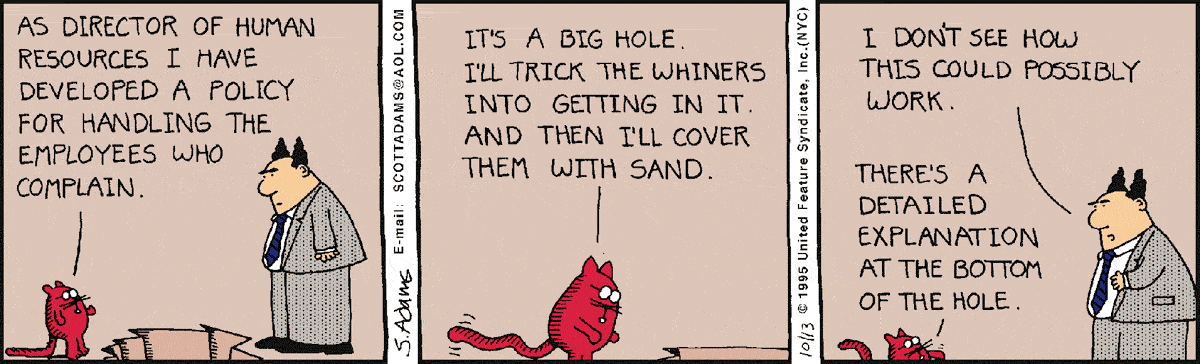 AS DIRECTOR OF HUMAN
RESOURCES I HAVE
DEVELOPED A POLICY
FOR HANDLING THE
EMPLOYEES WHO
COMPLAIN.
S.Adams E-mail: SCOTTADAMS@AOL.COM
IT'S A BIG HOLE.
I'LL TRICK THE WHINERS
INTO GETTING IN IT.
AND THEN I'LL COVER
THEM WITH SAND.
10/13 © 1995 United Feature Syndicate, Inc.(NYC)
I DON'T SEE HOW
THIS COULD POSSIBLY
WORK.
THERE'S A
DETAILED
EXPLANATION
AT THE BOTTOM
OF THE HOLE.